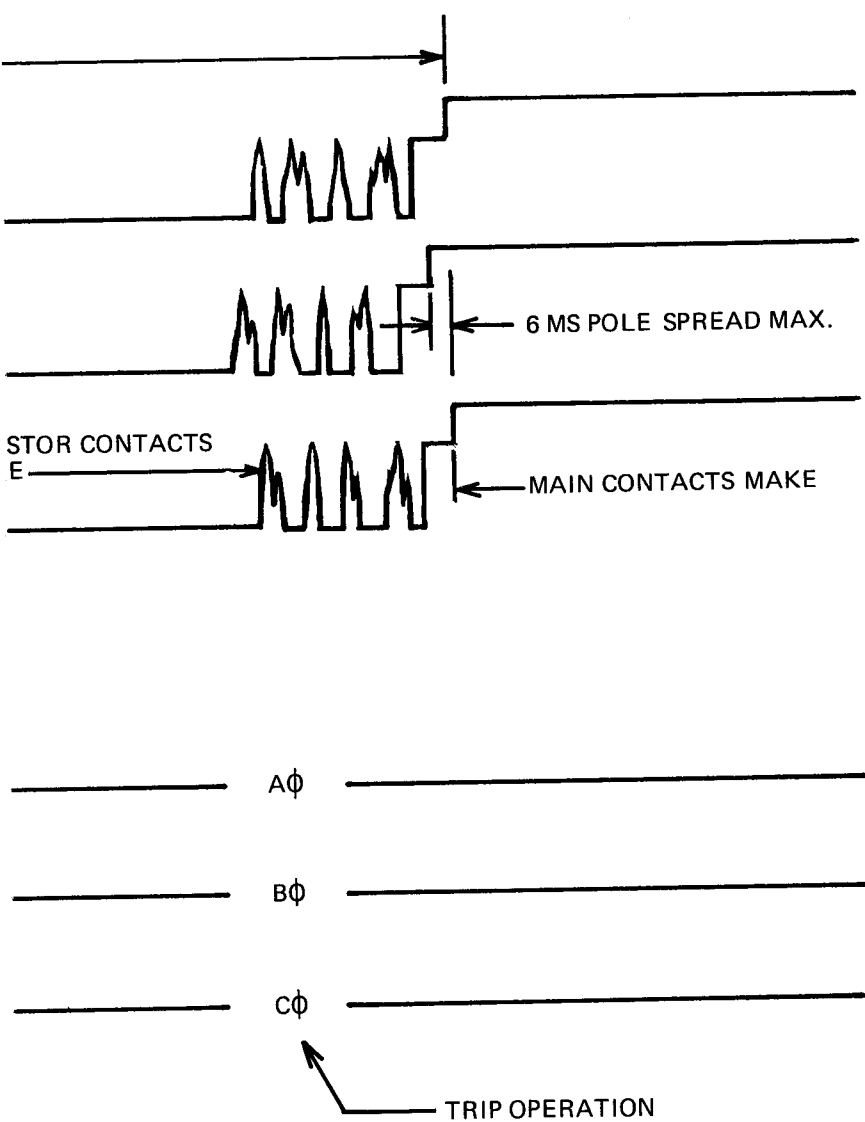 6 MS POLE SPREAD MAX.
STOR CONTACTS
E
MAIN CONTACTS MAKE
Aϕ
Bϕ
Cϕ
TRIP OPERATION